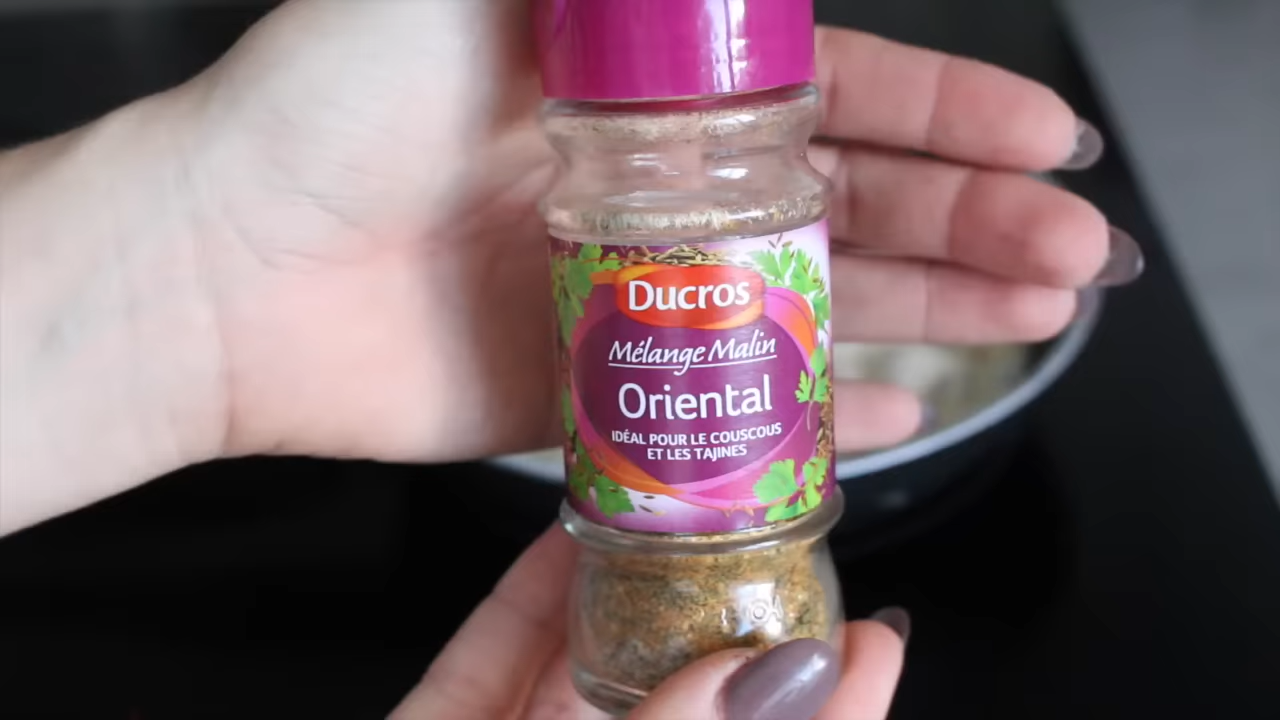 Ducros
Mélange Malin
Oriental
IDÉAL POUR LE COUSCOUS
ET LES TAJINES